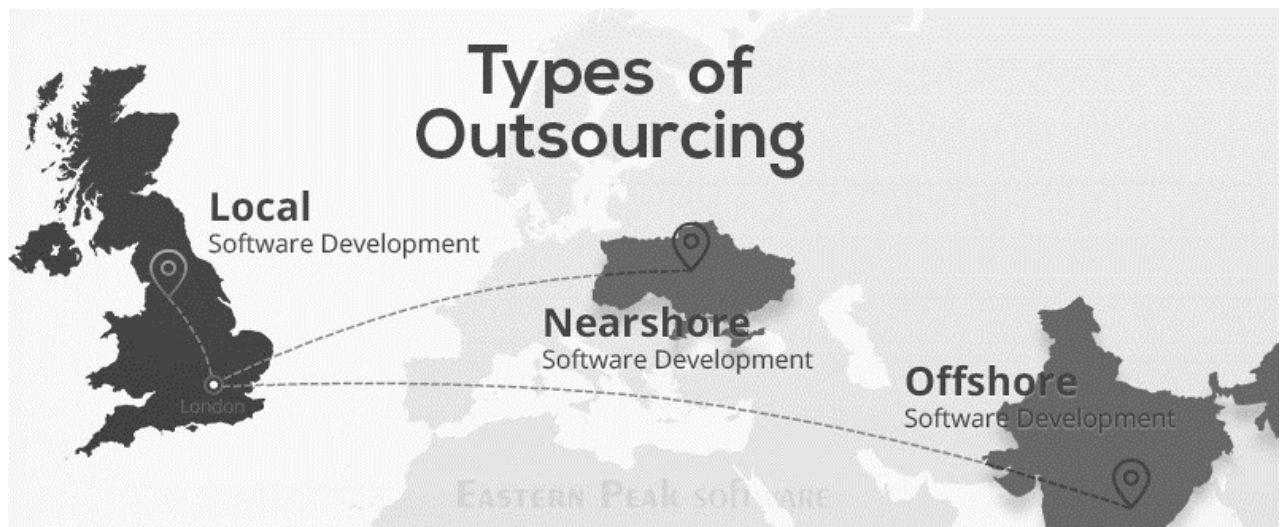 Types of
Outsourcing
Local
Software Development
London
Nearshore
Software Development
Offshore
Software Development
EASTERN PEAK SOFTWARE